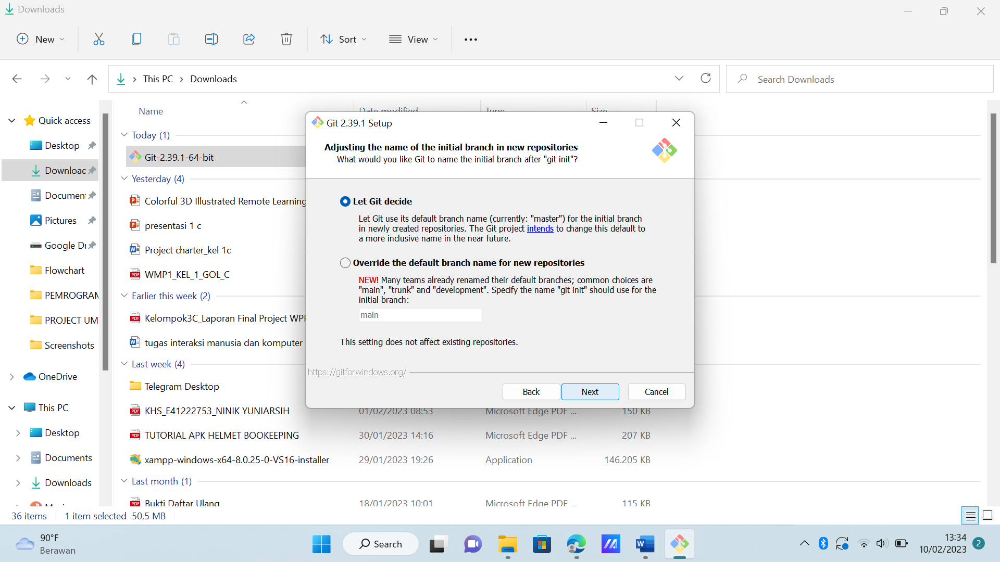 Downloads
New
Sort
View
This PC
Downloads
Search Downloads
Name
Date modified
Type
Size
Quick access
Desktop
Downloac
Documen
Pictures
Google Di
Flowchart
PEMROGRAM
PROJECT UM
Screenshots
OneDrive
This PC
Desktop
Documents
Downloads
Today (1)
Git-2.39.1-64-bit
Yesterday (4)
Colorful 3D Illustrated Remote Learning
presentasi 1 c
Project charter_kel 1c
WMP1_KEL_1_GOL_C
Earlier this week (2)
Kelompok3C_Laporan Final Project WPF
tugas interaksi manusia dan komputer
Last week (4)
Telegram Desktop
KHS_E41222753_NINIK YUNIARSIH 01/02/2023 08:53 Microsoft Edge PDF ... 150 KB
TUTORIAL APK HELMET BOOKEEPING 30/01/2023 14:16 Microsoft Edge PDF ... 207 KB
xampp-windows-x64-8.0.25-0-VS16-installer 29/01/2023 19:26 Application 146.205 KB
Last month (1)
Bukti Daftar Ulang 18/01/2023 10:01 Microsoft Edge PDF ... 115 KB
Git 2.39.1 Setup
Adjusting the name of the initial branch in new repositories
What would you like Git to name the initial branch after "git init"?
Let Git decide
Let Git use its default branch name (currently: "master") for the initial branch
in newly created repositories. The Git project intends to change this default to
a more inclusive name in the near future.
Override the default branch name for new repositories
NEW! Many teams already renamed their default branches; common choices are
"main", "trunk" and "development". Specify the name "git init" should use for the
initial branch:
main
This setting does not affect existing repositories.
https://gitforwindows.org/
Back
Next
Cancel
36 items
1 item selected 50,5 MB
90°F
Berawan
Search
13:34
10/02/2023
2